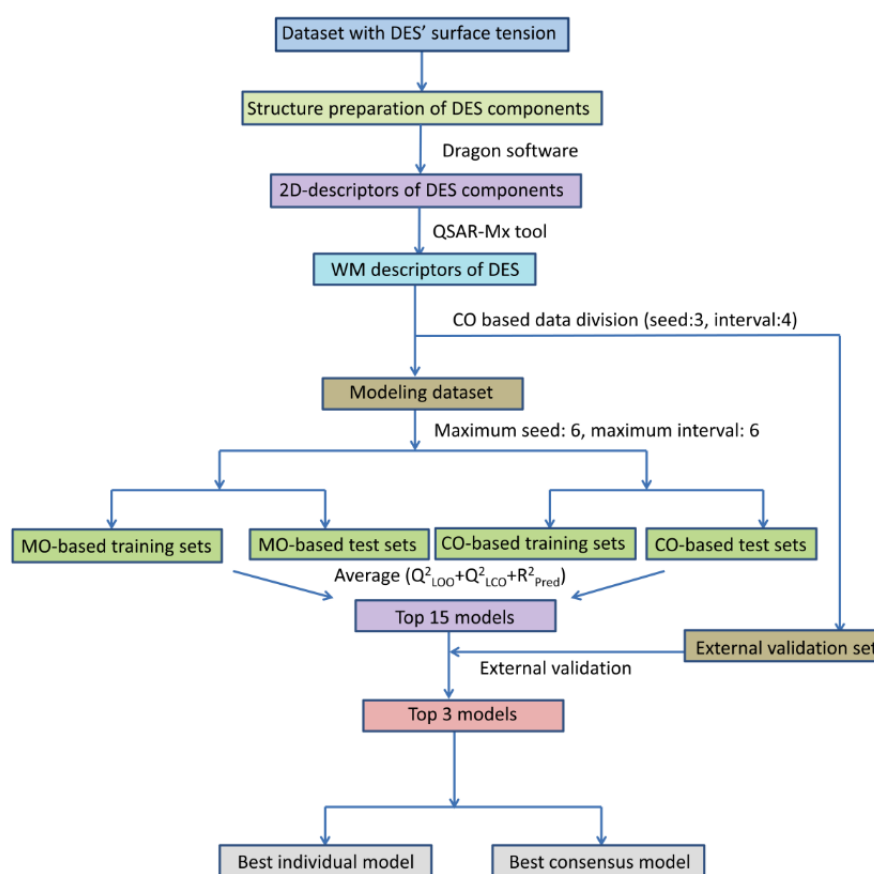 Dataset with DES' surface tension
Structure preparation of DES components
Dragon software
2D-descriptors of DES components
QSAR-Mx tool
WM descriptors of DES
CO based data division (seed:3, interval:4)
Modeling dataset
Maximum seed: 6, maximum interval: 6
MO-based training sets
MO-based test sets
CO-based training sets
CO-based test sets
Average (Q²LOO+Q²LCO+R²Pred)
Top 15 models
External validation set
External validation
Top 3 models
Best individual model
Best consensus model